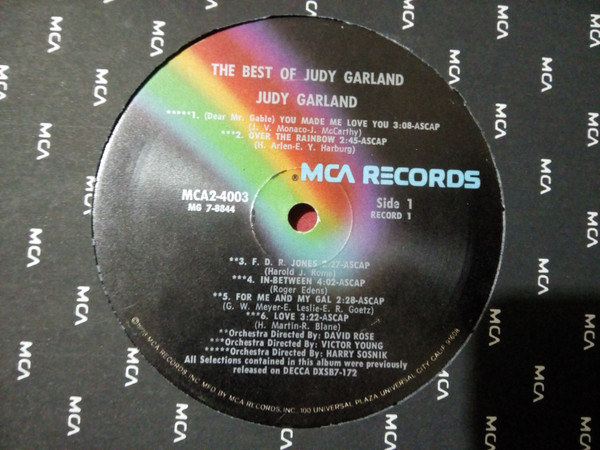 THE BEST OF JUDY GARLAND
JUDY GARLAND
*****1. (Dear Mr. Gable) YOU MADE ME LOVE YOU 3:08-ASCAP
(J. V. Monaco-J. McCarthy)
***2. OVER THE RAINBOW 2:45-ASCAP
(H. Arlen-E. Y. Harburg)
®MCA RECORDS
MCA2-4003
MG 7-8844
Side 1
RECORD 1
**3. F. D. R. JONES 2:17-ASCAP
(Harold J. Rome)
***4. IN-BETWEEN 4:02-ASCAP
(Roger Edens)
**5. FOR ME AND MY GAL 2:28-ASCAP
(G. W. Meyer-E. Leslie-E. R. Goetz)
***6. LOVE 3:22-ASCAP
(H. Martin-R. Blane)
**Orchestra Directed By: DAVID ROSE
***Orchestra Directed By: VICTOR YOUNG
*****Orchestra Directed By: HARRY SOSNIK
All Selections contained in this album were previously
released on DECCA DXSB7-172
MCA RECORDS INC MFD BY MCA RECORDS, INC. 100 UNIVERSAL PLAZA UNIVERSAL CITY CALIF
MCA
MCA
MCA
MCA
MCA
MCA
MCA
MCA
MCA
MCA
MCA
MCA